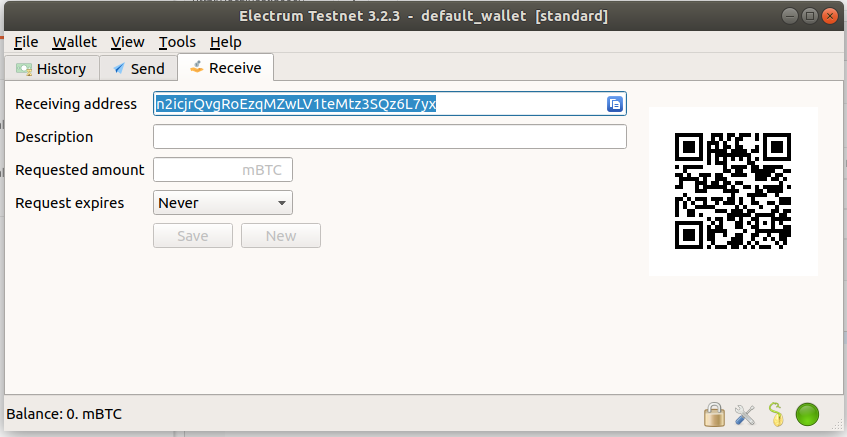 Electrum Testnet 3.2.3 - default_wallet [standard]
File Wallet View Tools Help
History Send Receive
Receiving address n2icjrQvgRoEzqMZwLV1teMtz3SQz6L7yx
Description
Requested amount mBTC
Request expires Never
Save New
Balance: 0. mBTC